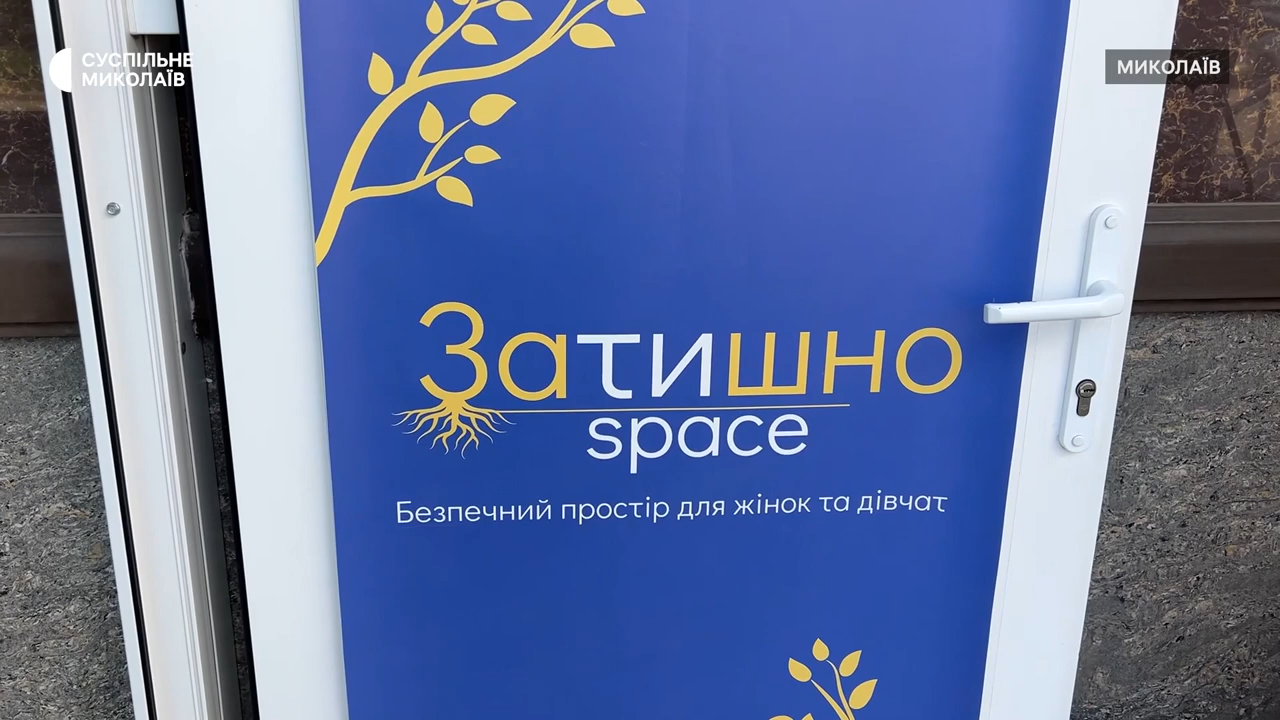 СУСПІЛЬНЕ
МИКОЛАЇВ
МИКОЛАЇВ
Затишно
space
Безпечний простір для жінок та дівчат